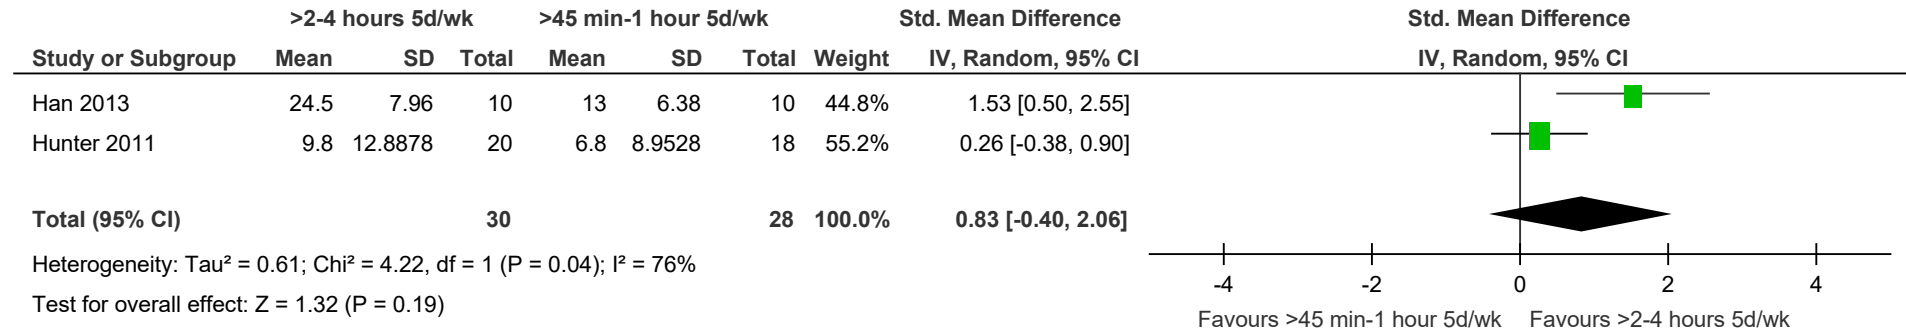 >2-4 hours 5d/wk >45 min-1 hour 5d/wk Std. Mean Difference Std. Mean Difference
Study or Subgroup Mean SD Total Mean SD Total Weight IV, Random, 95% CI IV, Random, 95% CI
Han 2013 24.5 7.96 10 13 6.38 10 44.8% 1.53 [0.50, 2.55]
Hunter 2011 9.8 12.8878 20 6.8 8.9528 18 55.2% 0.26 [-0.38, 0.90]
Total (95% CI) 30 28 100.0% 0.83 [-0.40, 2.06]
Heterogeneity: Tau² = 0.61; Chi² = 4.22, df = 1 (P = 0.04); I² = 76%
Test for overall effect: Z = 1.32 (P = 0.19)
-4 -2 0 2 4
Favours >45 min-1 hour 5d/wk Favours >2-4 hours 5d/wk